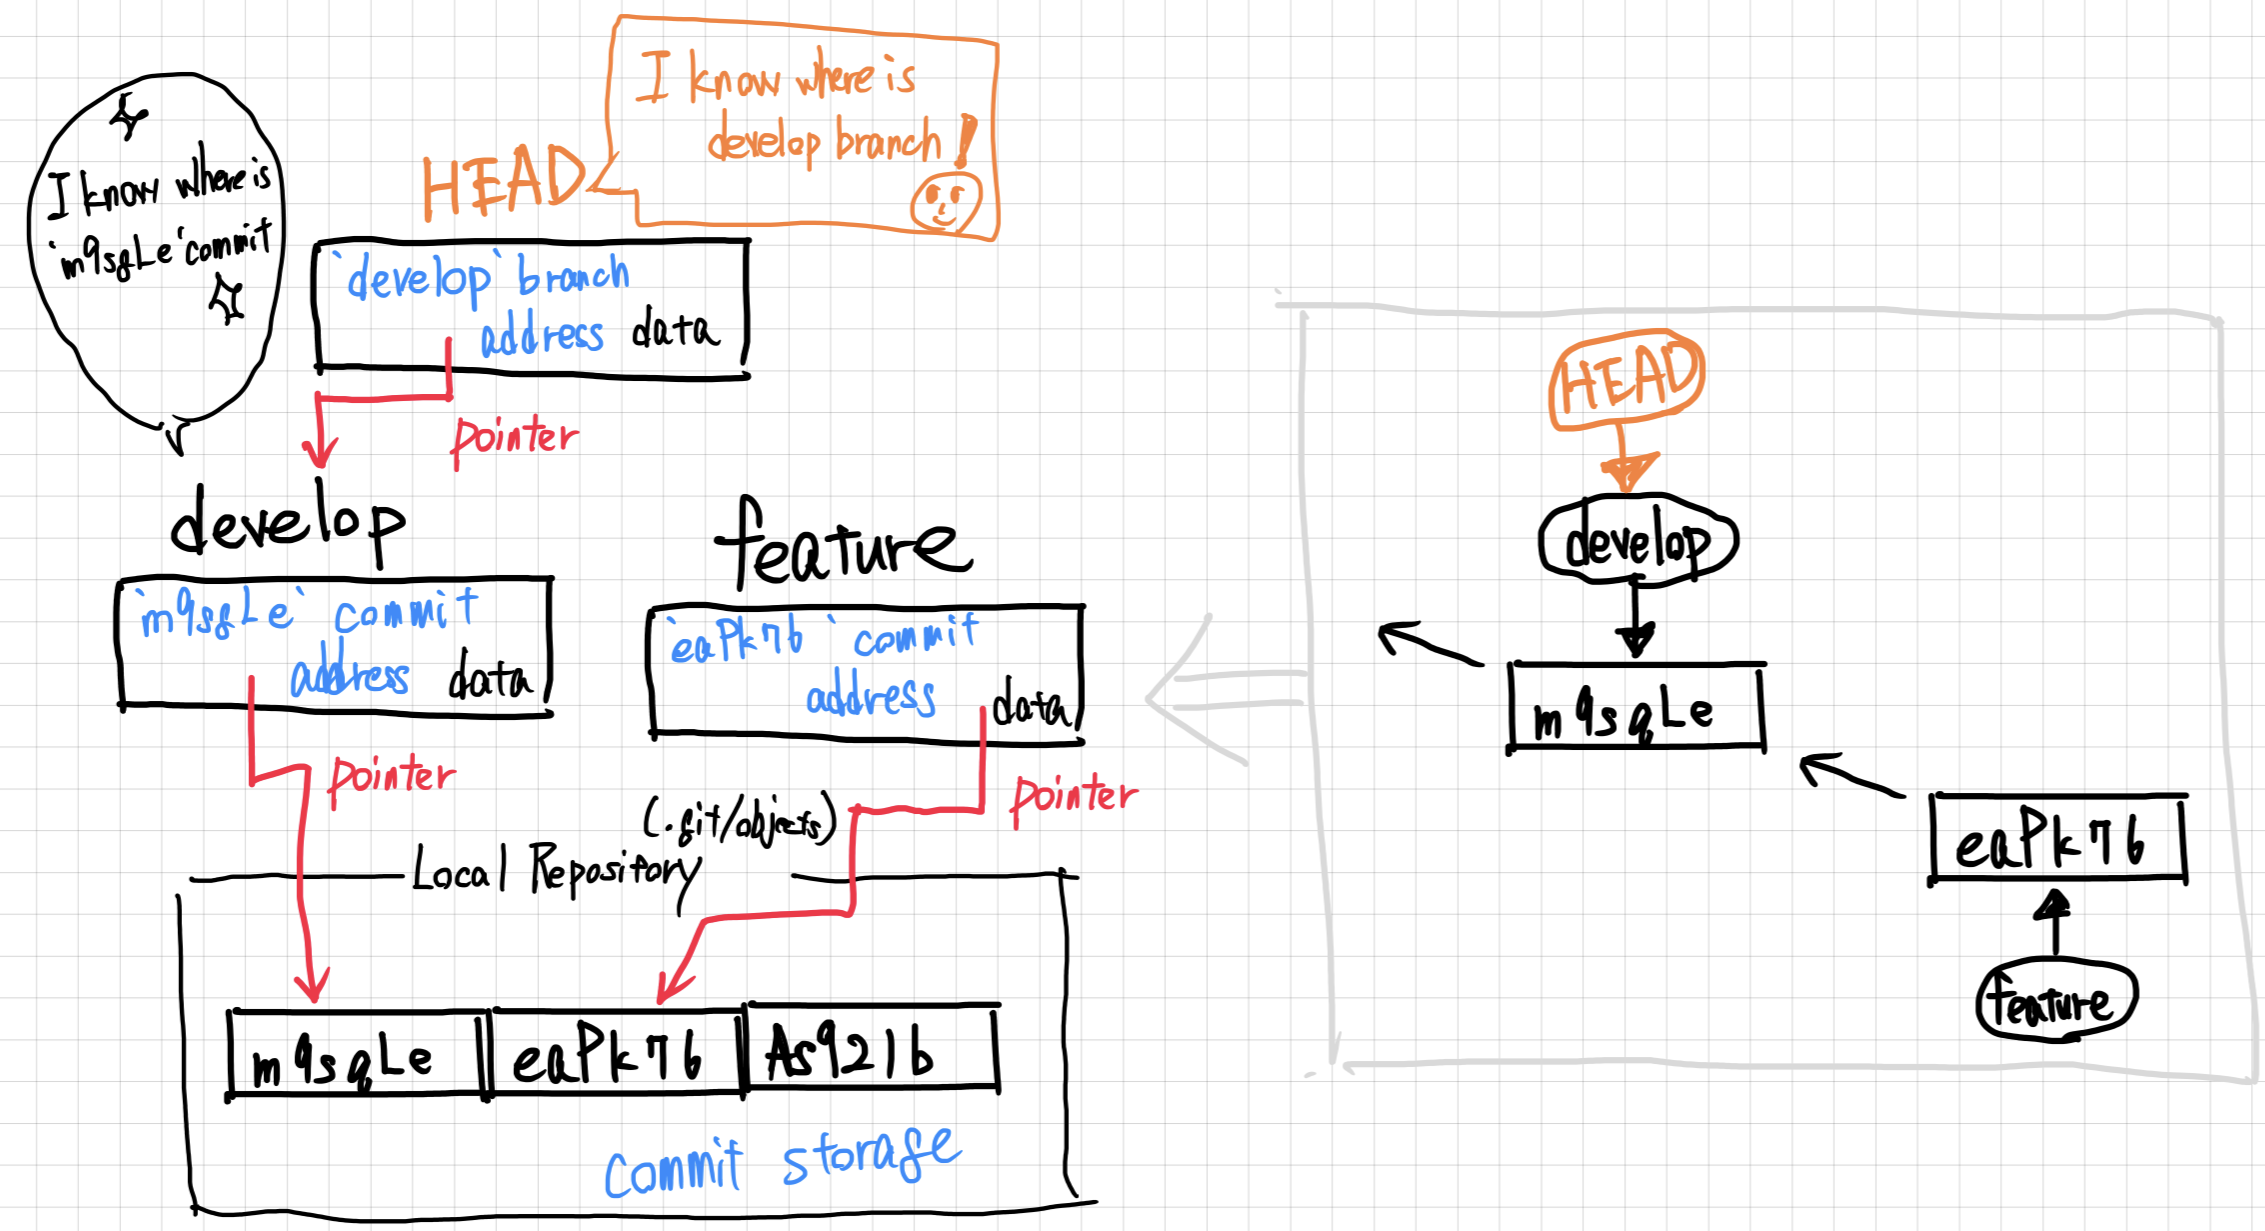 I know where is
develop branch!
HEAD
I know where is
`m9sqLe` commit
`develop` branch
address data
pointer
develop
feature
`m9sqLe` commit
address data
`eaPk76` commit
address
data
pointer
pointer
(.git/objects)
Local Repository
m9sqLe
eaPk76
As921b
commit storage
HEAD
develop
m9sqLe
eaPk76
feature